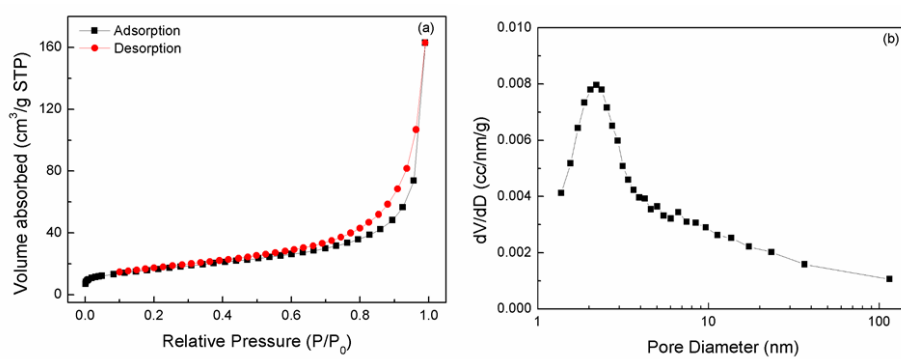 (a)
Adsorption
Desorption
Volume absorbed (cm³/g STP)
160
120
80
40
0
0.0 0.2 0.4 0.6 0.8 1.0
Relative Pressure (P/P₀)
(b)
dV/dD (cc/nm/g)
0.010
0.008
0.006
0.004
0.002
0.000
1 10 100
Pore Diameter (nm)